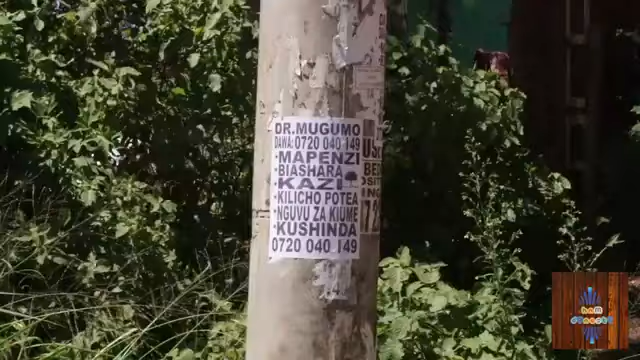 DR.MUGUMO
DAWA: 0720 040 149
•MAPENZI
•BIASHARA
•KAZI
•KILICHO POTEA
•NGUVU ZA KIUME
•KUSHINDA
0720 040 149